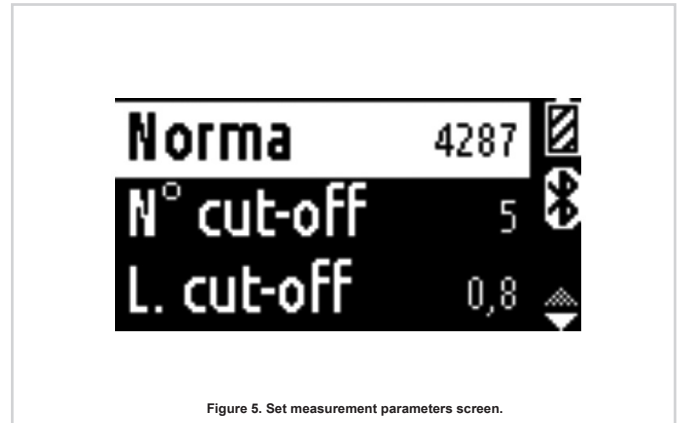 Norma 4287
N° cut-off 5
L. cut-off 0,8
Figure 5. Set measurement parameters screen.